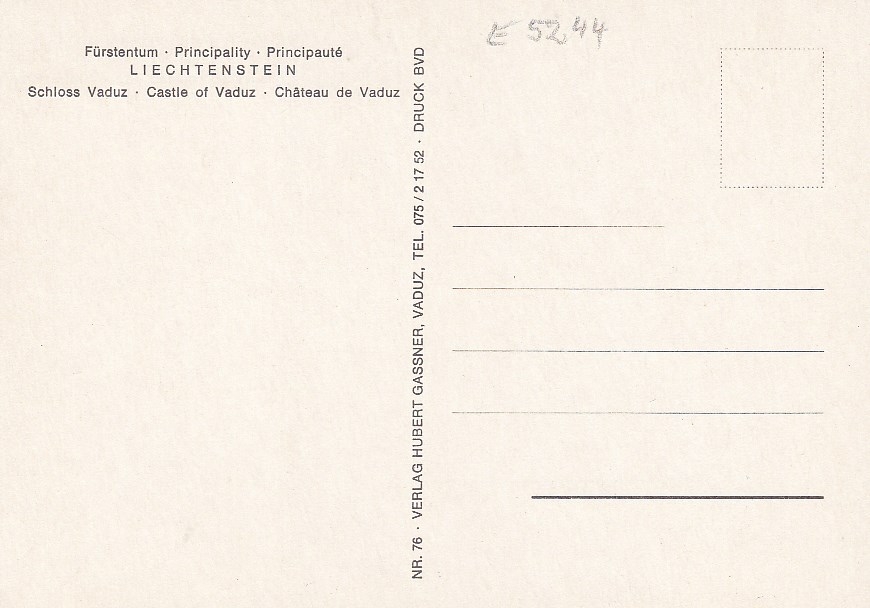 Fürstentum · Principality · Principauté
LIECHTENSTEIN
Schloss Vaduz · Castle of Vaduz · Château de Vaduz
NR. 76 · VERLAG HUBERT GASSNER, VADUZ, TEL. 075 / 2 17 52 · DRUCK BVD
E 5244